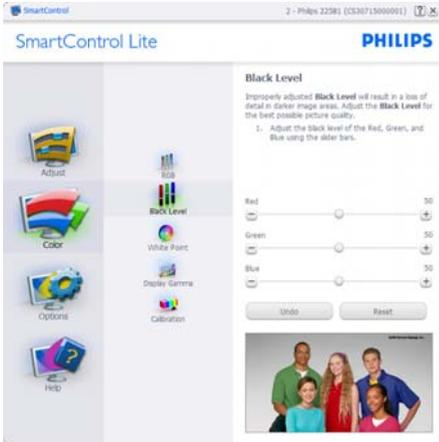 SmartControl
2 - Philips 225B1 (CS30715000001)
SmartControl Lite
PHILIPS
Adjust
Color
Options
Help
RGB
Black Level
White Point
Display Gamma
Calibration
Black Level
Improperly adjusted Black Level will result in a loss of
detail in darker image areas. Adjust the Black Level for
the best possible picture quality.
1. Adjust the black level of the Red, Green, and
Blue using the slider bars.
Red 50
Green 50
Blue 50
Undo Reset